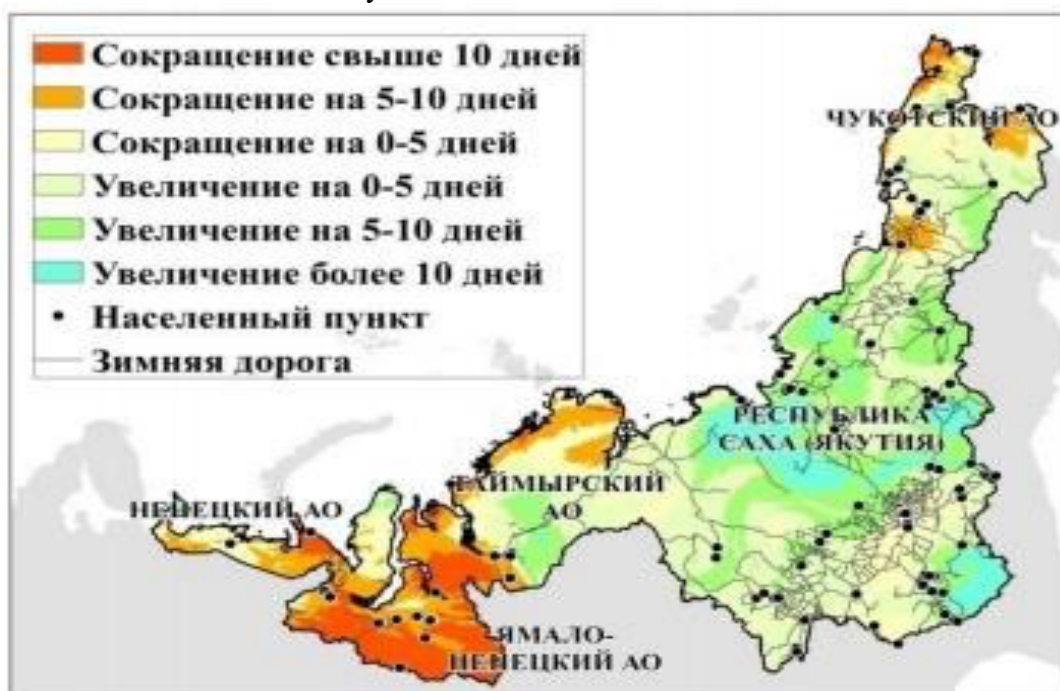 Сокращение свыше 10 дней
Сокращение на 5-10 дней
Сокращение на 0-5 дней
Увеличение на 0-5 дней
Увеличение на 5-10 дней
Увеличение более 10 дней
Населенный пункт
Зимняя дорога
ЧУКОТСКИЙ АО
РЕСПУБЛИКА
САХА (ЯКУТИЯ)
ТАЙМЫРСКИЙ
АО
НЕНЕЦКИЙ АО
ЯМАЛО-
НЕНЕЦКИЙ АО